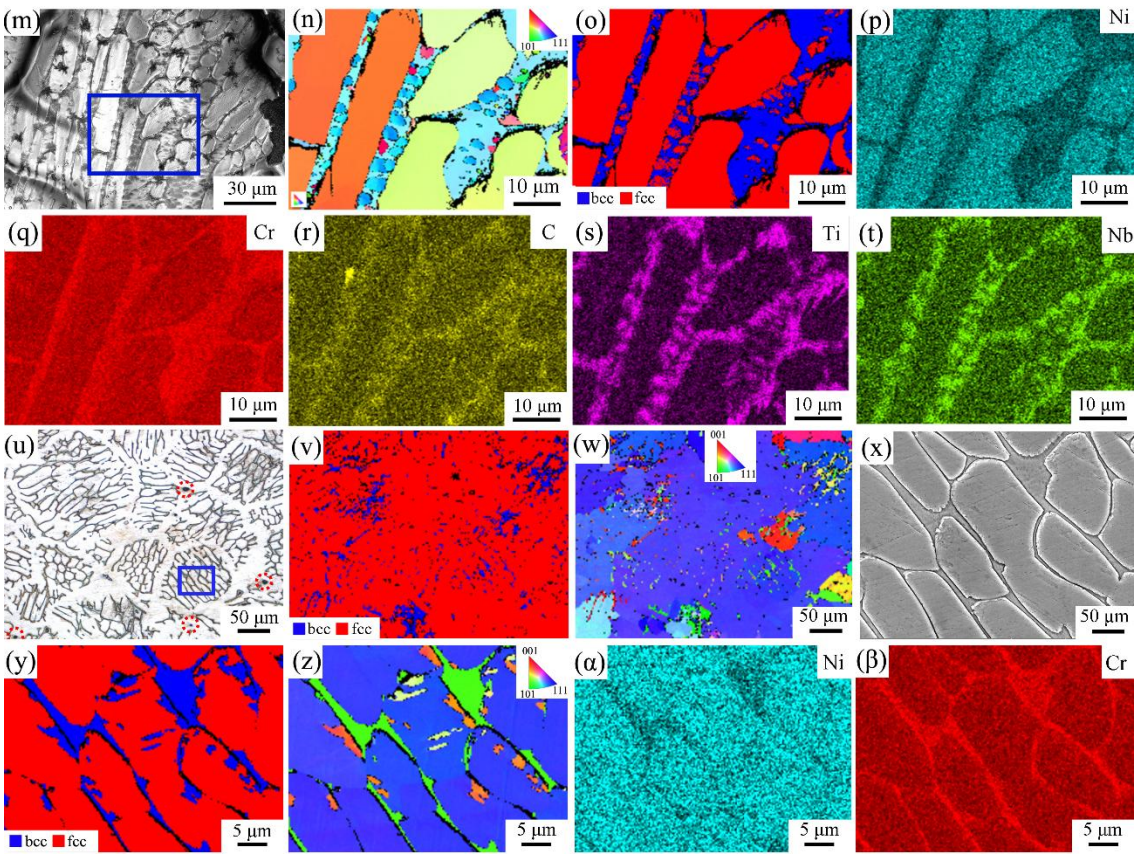 (m) 30 μm
(n) 101 111 10 μm
(o) bcc fcc 10 μm
(p) Ni 10 μm
(q) Cr 10 μm
(r) C 10 μm
(s) Ti 10 μm
(t) Nb 10 μm
(u) 50 μm
(v) bcc fcc 50 μm
(w) 001 101 111 50 μm
(x) 50 μm
(y) bcc fcc 5 μm
(z) 001 101 111 5 μm
(α) Ni 5 μm
(β) Cr 5 μm